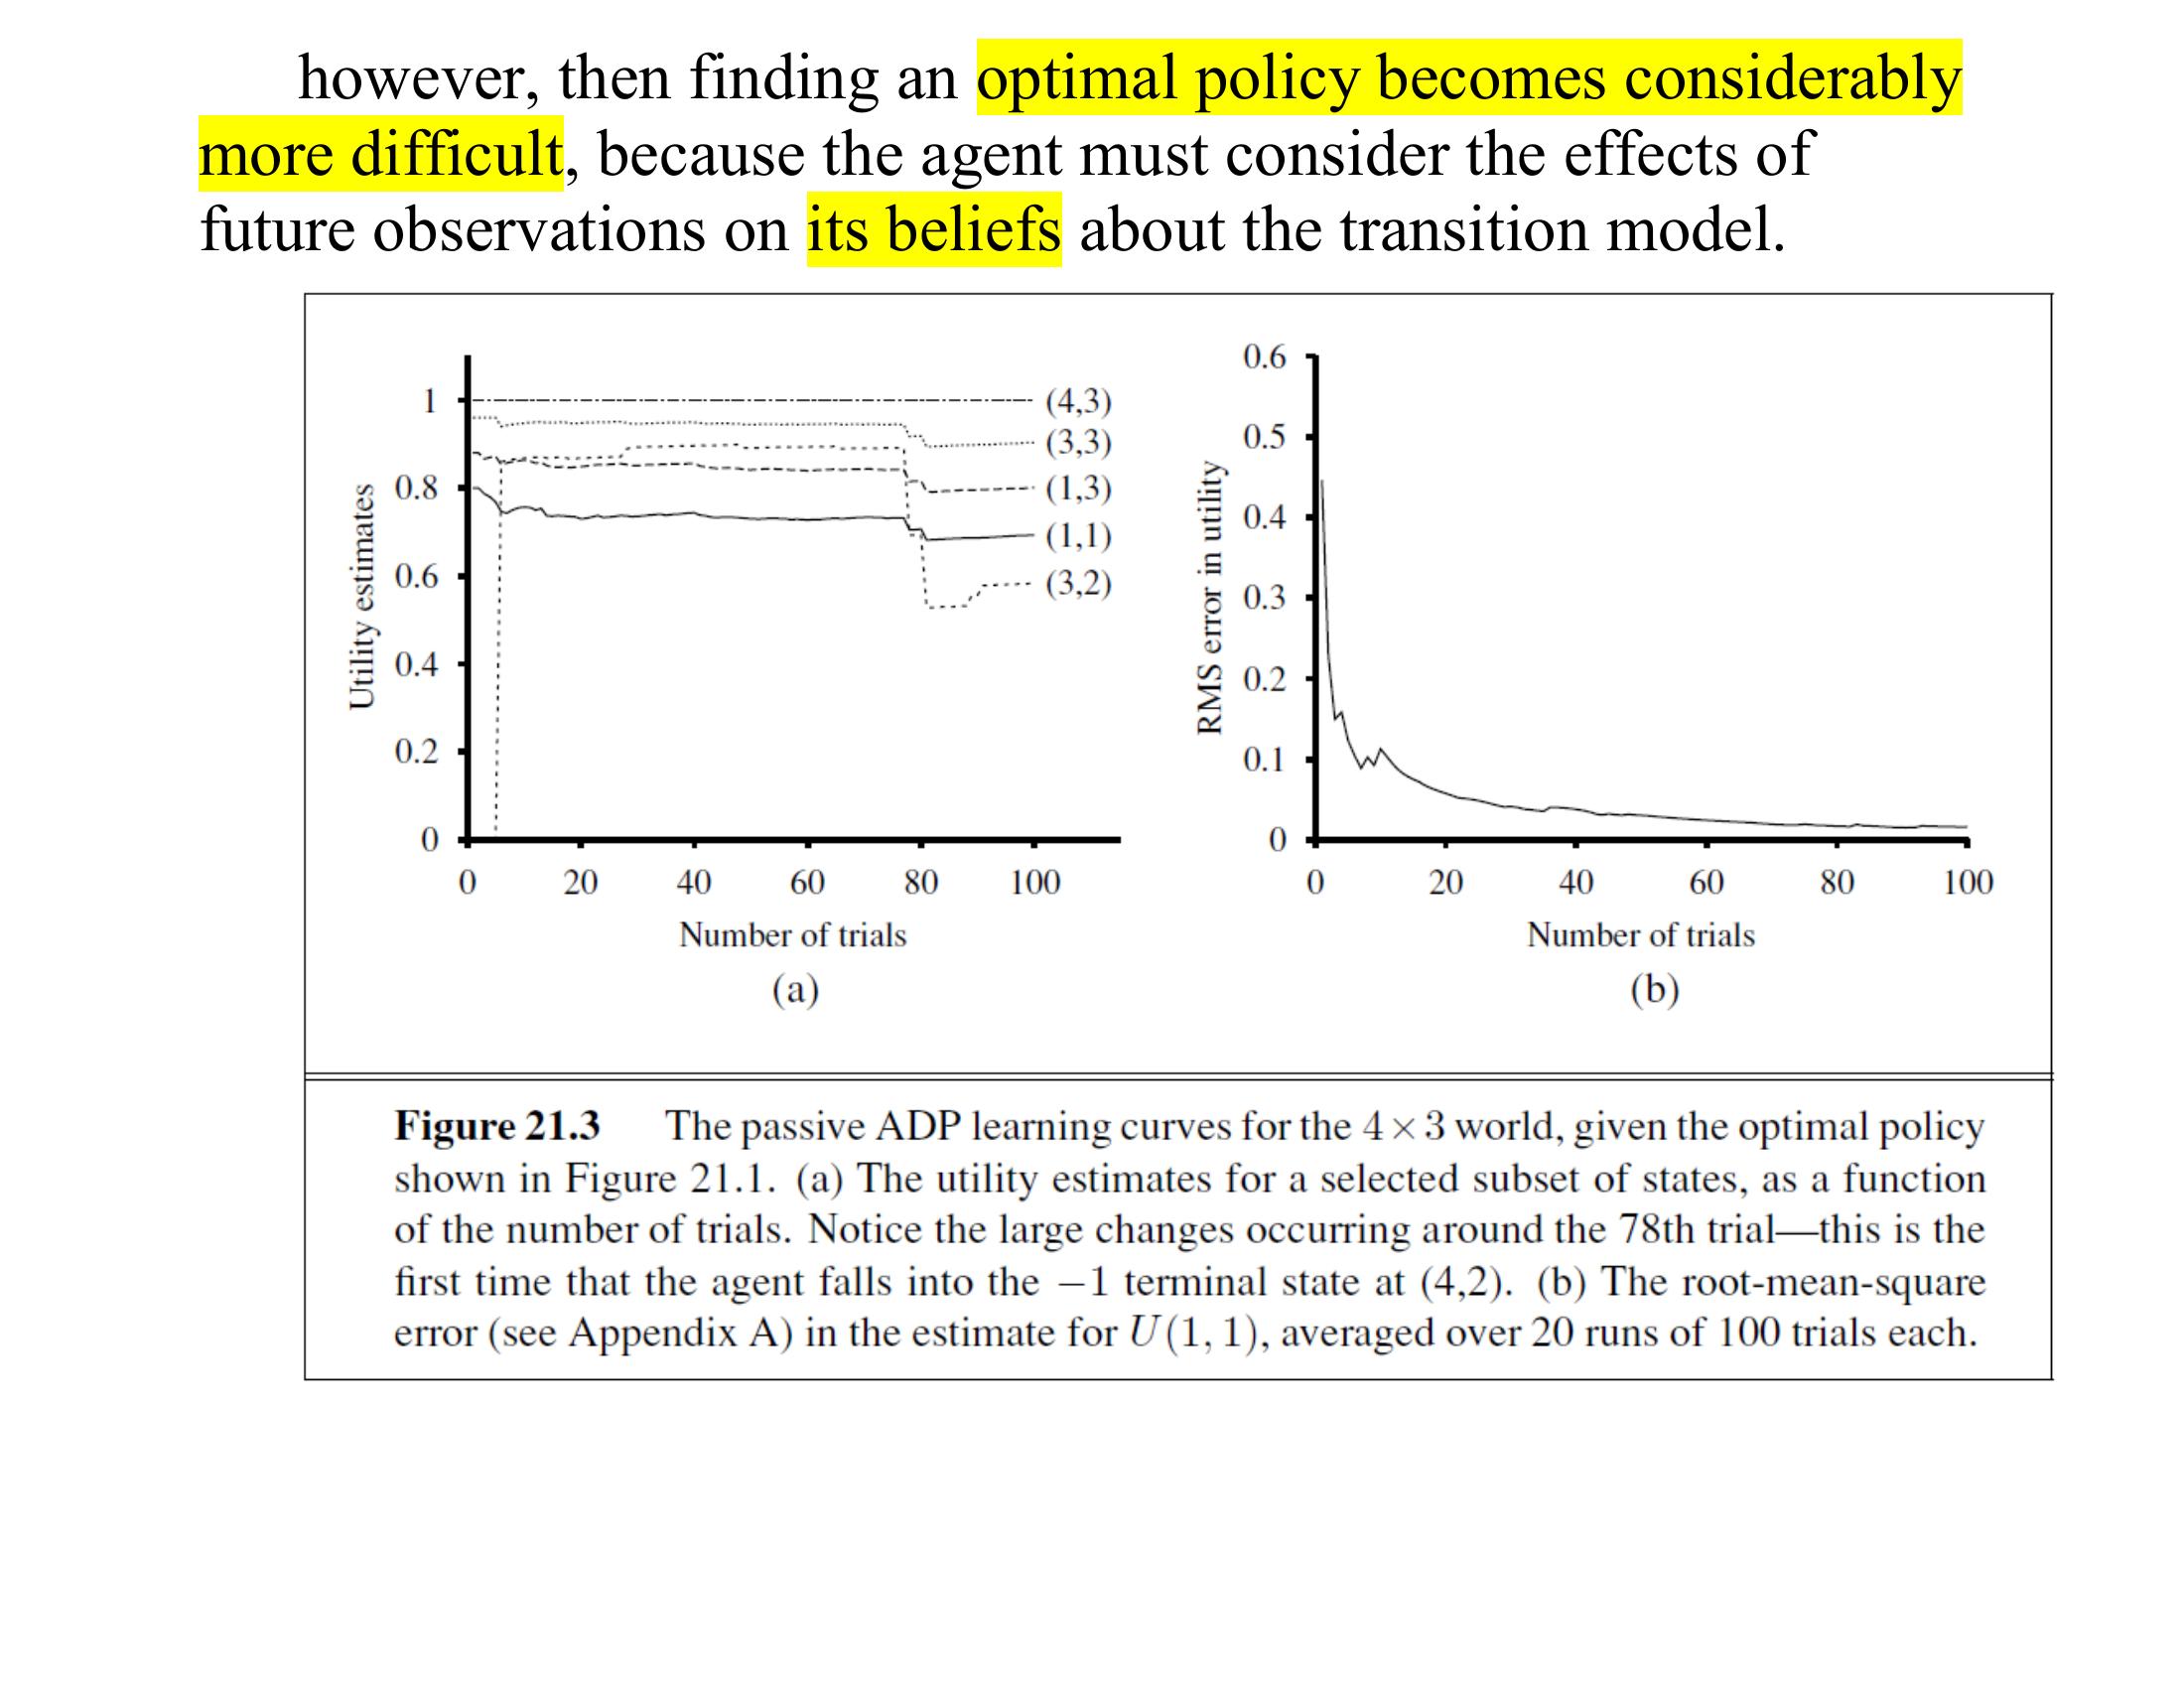 however, then finding an optimal policy becomes considerably
more difficult, because the agent must consider the effects of
future observations on its beliefs about the transition model.
Utility estimates
1
0.8
0.6
0.4
0.2
0
(4,3)
(3,3)
(1,3)
(1,1)
(3,2)
0 20 40 60 80 100
Number of trials
(a)
RMS error in utility
0.6
0.5
0.4
0.3
0.2
0.1
0
0 20 40 60 80 100
Number of trials
(b)
Figure 21.3 The passive ADP learning curves for the 4 × 3 world, given the optimal policy
shown in Figure 21.1. (a) The utility estimates for a selected subset of states, as a function
of the number of trials. Notice the large changes occurring around the 78th trial—this is the
first time that the agent falls into the −1 terminal state at (4,2). (b) The root-mean-square
error (see Appendix A) in the estimate for U(1, 1), averaged over 20 runs of 100 trials each.